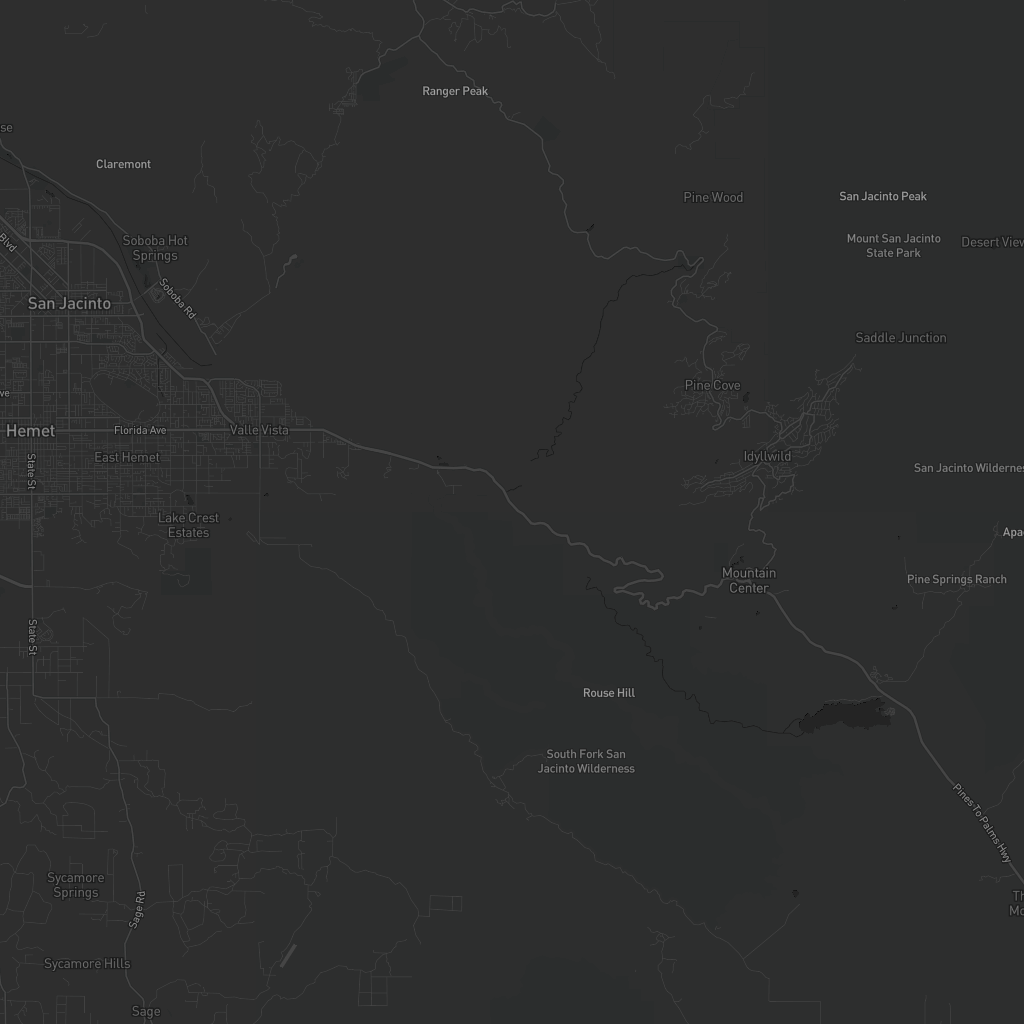 Ranger Peak
se
Claremont
Pine Wood
San Jacinto Peak
Blvd
Soboba Hot
Springs
Mount San Jacinto
State Park
Desert View
Soboba Rd
San Jacinto
Saddle Junction
Pine Cove
ve
Hemet
Florida Ave
Valle Vista
East Hemet
State St
Idyllwild
San Jacinto Wilderness
Lake Crest
Estates
Apa
Mountain
Center
Pine Springs Ranch
State St
Rouse Hill
South Fork San
Jacinto Wilderness
Pines To Palms Hwy
Sycamore
Springs
Sage Rd
Th
Mo
Sycamore Hills
Sage